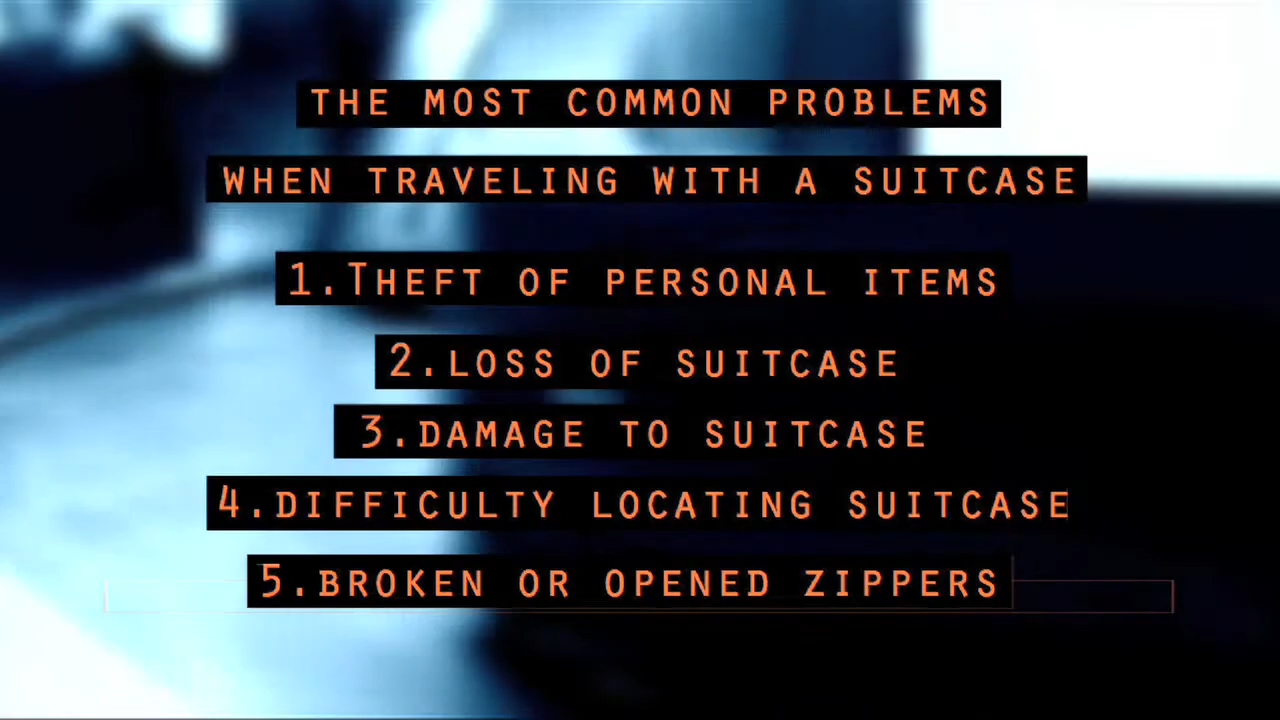 THE MOST COMMON PROBLEMS
WHEN TRAVELING WITH A SUITCASE
1.THEFT OF PERSONAL ITEMS
2.LOSS OF SUITCASE
3.DAMAGE TO SUITCASE
4.DIFFICULTY LOCATING SUITCASE
5.BROKEN OR OPENED ZIPPERS